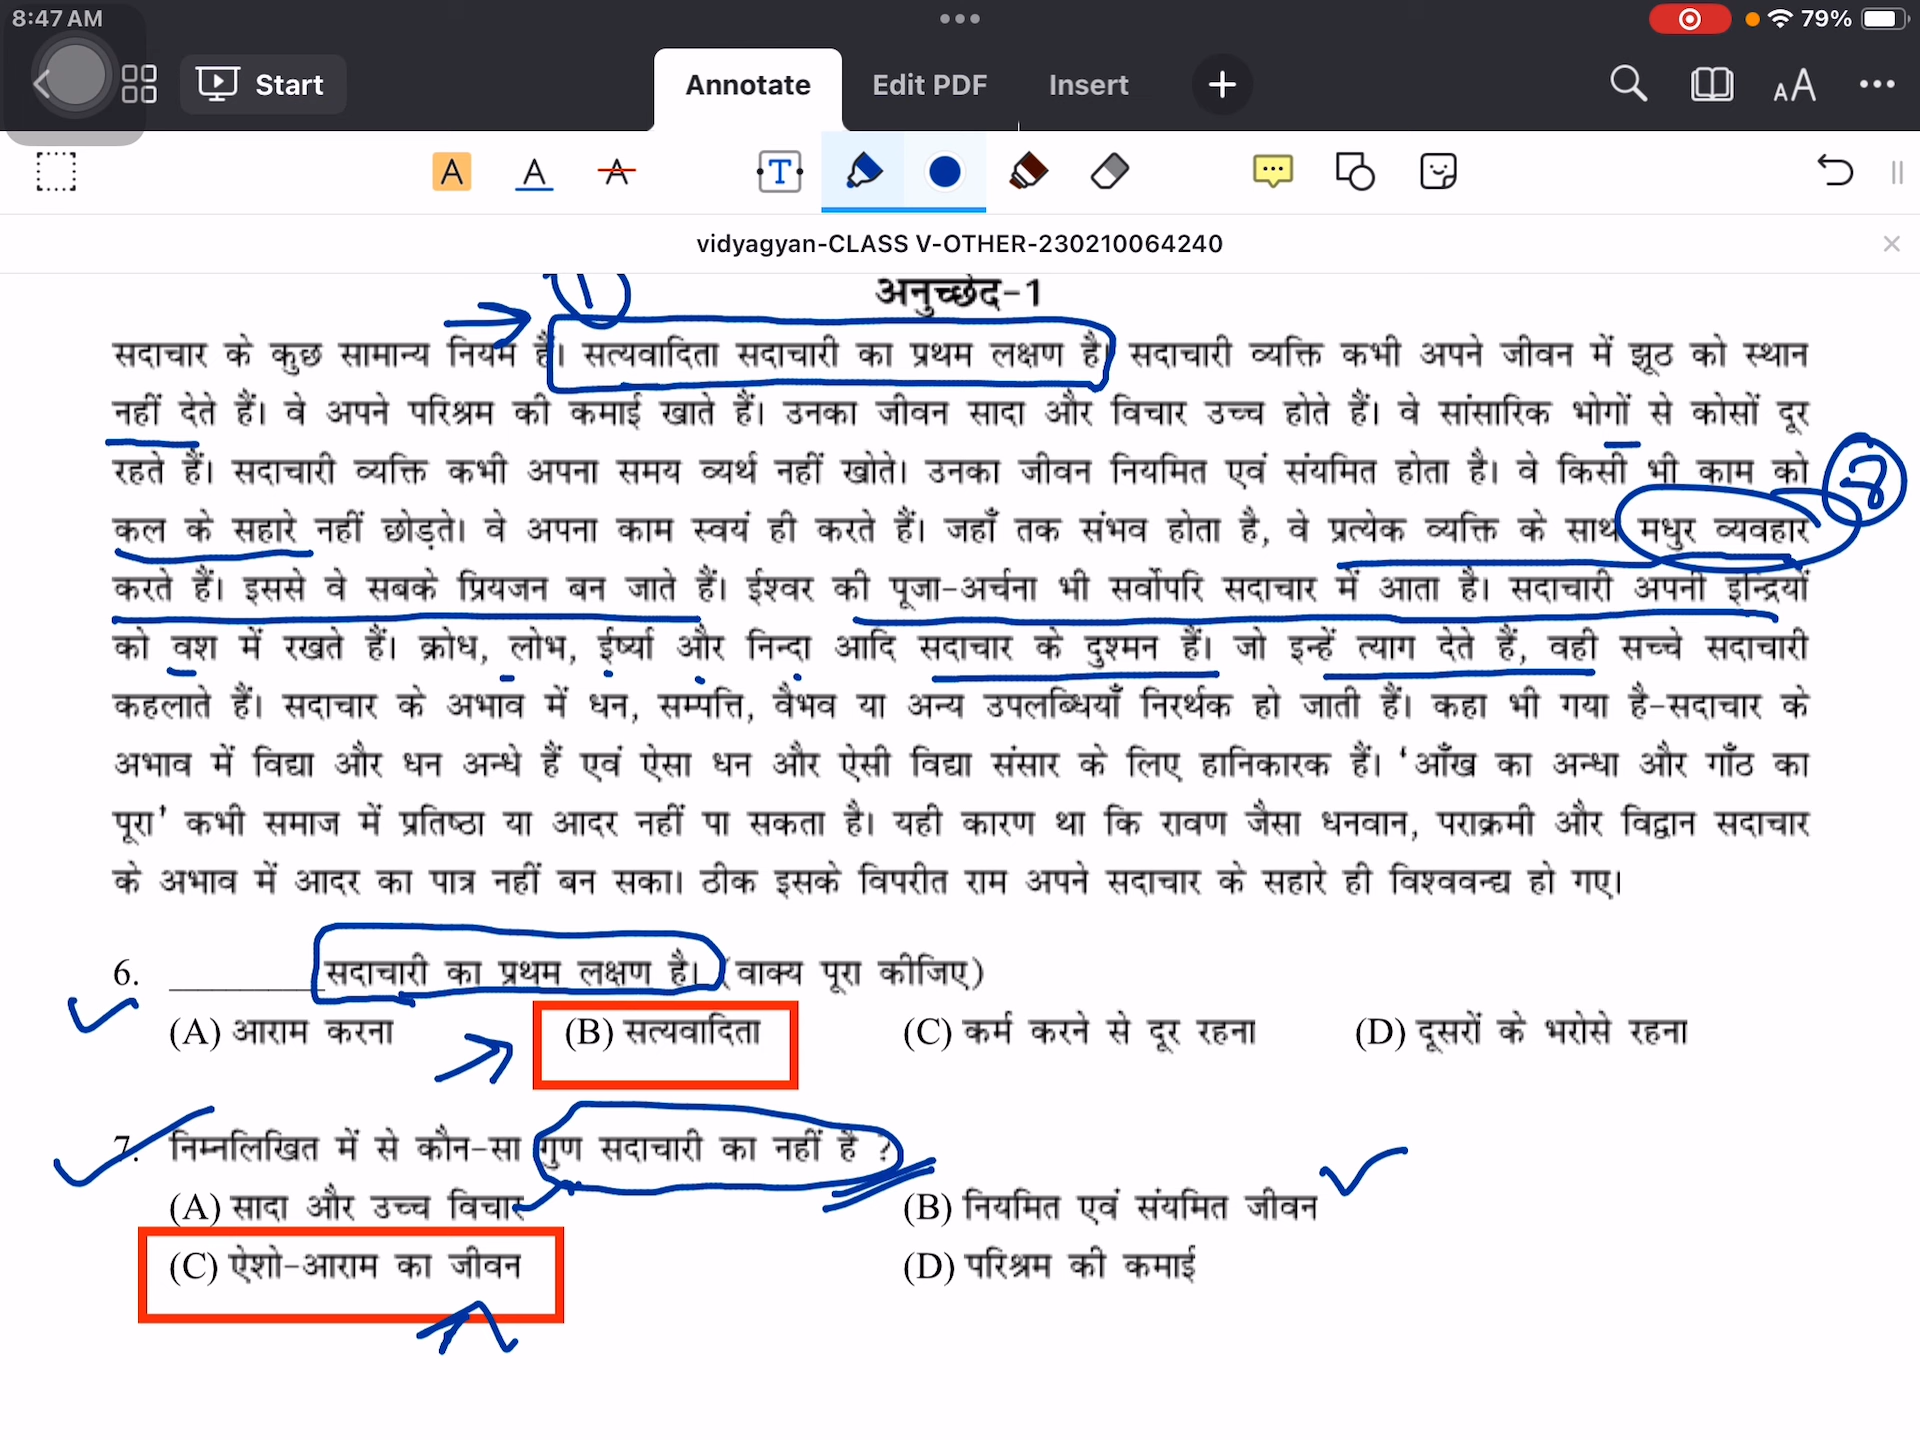 8:47 AM
79%
Start
Annotate
Edit PDF
Insert
vidyagyan-CLASS V-OTHER-230210064240
1
अनुच्छेद-1
सदाचार के कुछ सामान्य नियम हैं। सत्यवादिता सदाचारी का प्रथम लक्षण है। सदाचारी व्यक्ति कभी अपने जीवन में झूठ को स्थान
नहीं देते हैं। वे अपने परिश्रम की कमाई खाते हैं। उनका जीवन सादा और विचार उच्च होते हैं। वे सांसारिक भोगों से कोसों दूर
रहते हैं। सदाचारी व्यक्ति कभी अपना समय व्यर्थ नहीं खोते। उनका जीवन नियमित एवं संयमित होता है। वे किसी भी काम को
कल के सहारे नहीं छोड़ते। वे अपना काम स्वयं ही करते हैं। जहाँ तक संभव होता है, वे प्रत्येक व्यक्ति के साथ मधुर व्यवहार
करते हैं। इससे वे सबके प्रियजन बन जाते हैं। ईश्वर की पूजा-अर्चना भी सर्वोपरि सदाचार में आता है। सदाचारी अपनी इन्द्रियों
को वश में रखते हैं। क्रोध, लोभ, ईर्ष्या और निन्दा आदि सदाचार के दुश्मन हैं। जो इन्हें त्याग देते हैं, वही सच्चे सदाचारी
कहलाते हैं। सदाचार के अभाव में धन, सम्पत्ति, वैभव या अन्य उपलब्धियाँ निरर्थक हो जाती हैं। कहा भी गया है-सदाचार के
अभाव में विद्या और धन अन्धे हैं एवं ऐसा धन और ऐसी विद्या संसार के लिए हानिकारक हैं। 'आँख का अन्धा और गाँठ का
पूरा' कभी समाज में प्रतिष्ठा या आदर नहीं पा सकता है। यही कारण था कि रावण जैसा धनवान, पराक्रमी और विद्वान सदाचार
के अभाव में आदर का पात्र नहीं बन सका। ठीक इसके विपरीत राम अपने सदाचार के सहारे ही विश्ववन्द्य हो गए।
6. __________ सदाचारी का प्रथम लक्षण है। (वाक्य पूरा कीजिए)
(A) आराम करना (B) सत्यवादिता (C) कर्म करने से दूर रहना (D) दूसरों के भरोसे रहना
7. निम्नलिखित में से कौन-सा गुण सदाचारी का नहीं है ?
(A) सादा और उच्च विचार (B) नियमित एवं संयमित जीवन
(C) ऐशो-आराम का जीवन (D) परिश्रम की कमाई